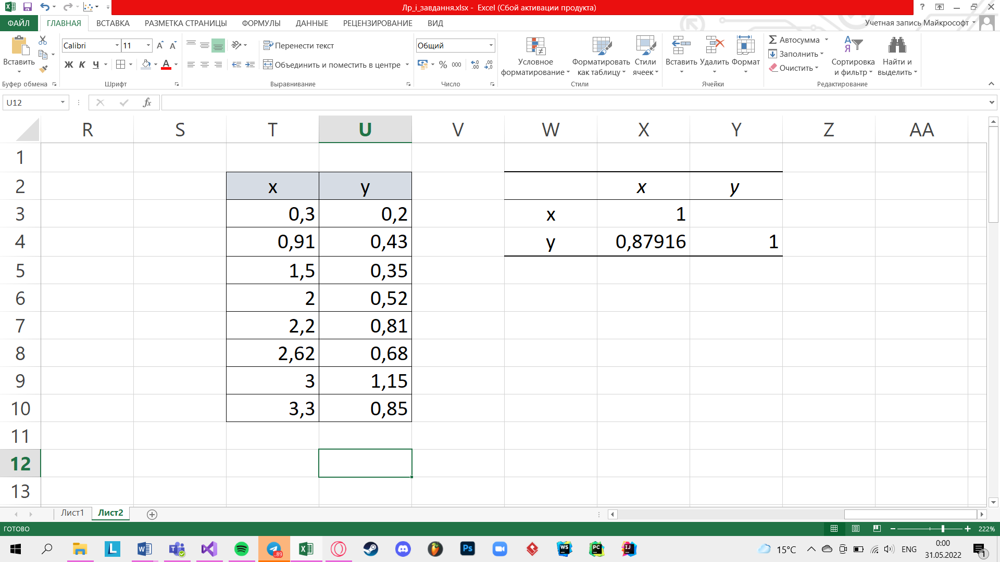 Лр_і_завдання.xlsx - Excel (Сбой активации продукта)
ФАЙЛ ГЛАВНАЯ ВСТАВКА РАЗМЕТКА СТРАНИЦЫ ФОРМУЛЫ ДАННЫЕ РЕЦЕНЗИРОВАНИЕ ВИД Учетная запись Майкрософт
Вставить
Calibri 11
Ж К Ч
Перенести текст
Объединить и поместить в центре
Общий
% 000
Условное форматирование
Форматировать как таблицу
Стили ячеек
Вставить Удалить Формат
Автосумма
Заполнить
Очистить
Сортировка и фильтр
Найти и выделить
Буфер обмена Шрифт Выравнивание Число Стили Ячейки Редактирование
U12 fx
R S T U V W X Y Z AA
1
2 x y x y
3 0,3 0,2 x 1
4 0,91 0,43 y 0,87916 1
5 1,5 0,35
6 2 0,52
7 2,2 0,81
8 2,62 0,68
9 3 1,15
10 3,3 0,85
11
12
13
Лист1 Лист2
ГОТОВО 222%
15°C ENG 0:00
31.05.2022